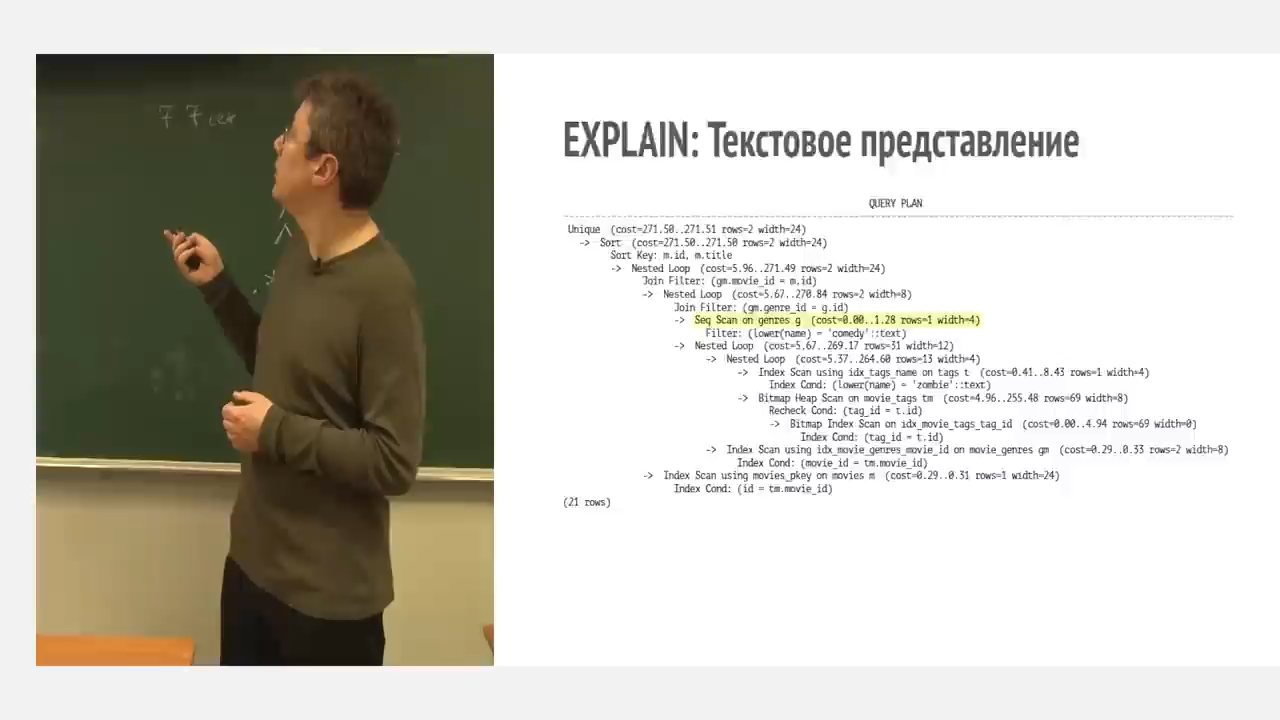 7 7 сек
EXPLAIN: Текстовое представление
QUERY PLAN
Unique (cost=271.50..271.51 rows=2 width=24)
-> Sort (cost=271.50..271.50 rows=2 width=24)
Sort Key: m.id, m.title
-> Nested Loop (cost=5.96..271.49 rows=2 width=24)
Join Filter: (gm.movie_id = m.id)
-> Nested Loop (cost=5.67..270.84 rows=2 width=8)
Join Filter: (gm.genre_id = g.id)
-> Seq Scan on genres g (cost=0.00..1.28 rows=1 width=4)
Filter: (lower(name) = 'comedy'::text)
-> Nested Loop (cost=5.67..269.17 rows=31 width=12)
-> Nested Loop (cost=5.37..264.60 rows=13 width=4)
-> Index Scan using idx_tags_name on tags t (cost=0.41..8.43 rows=1 width=4)
Index Cond: (lower(name) = 'zombie'::text)
-> Bitmap Heap Scan on movie_tags tm (cost=4.96..255.48 rows=69 width=8)
Recheck Cond: (tag_id = t.id)
-> Bitmap Index Scan on idx_movie_tags_tag_id (cost=0.00..4.94 rows=69 width=0)
Index Cond: (tag_id = t.id)
-> Index Scan using idx_movie_genres_movie_id on movie_genres gm (cost=0.29..0.33 rows=2 width=8)
Index Cond: (movie_id = tm.movie_id)
-> Index Scan using movies_pkey on movies m (cost=0.29..0.31 rows=1 width=24)
Index Cond: (id = tm.movie_id)
(21 rows)